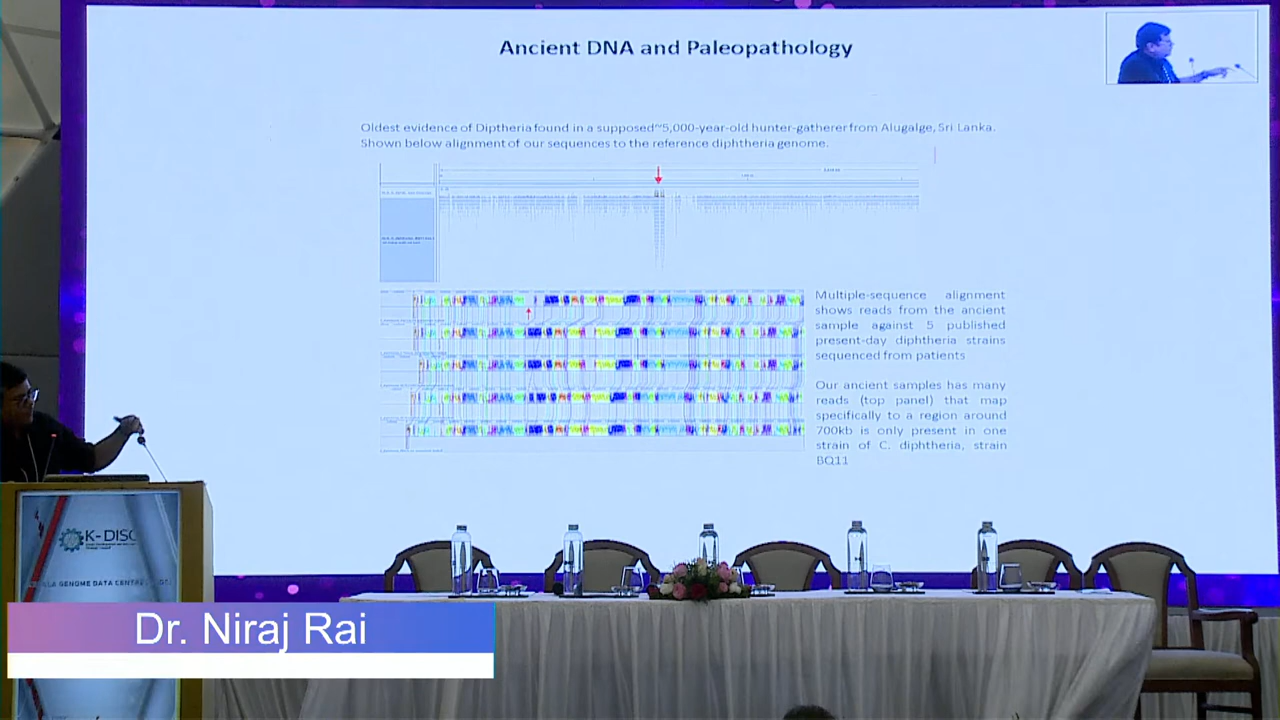 Ancient DNA and Paleopathology
Oldest evidence of Diptheria found in a supposed~5,000-year-old hunter-gatherer from Alugalge, Sri Lanka.
Shown below alignment of our sequences to the reference diphtheria genome.
Multiple-sequence alignment
shows reads from the ancient
sample against 5 published
present-day diphtheria strains
sequenced from patients
Our ancient samples has many
reads (top panel) that map
specifically to a region around
700kb is only present in one
strain of C. diphtheria, strain
BQ11
K-DISC
GENOME DATA CENTRE
Dr. Niraj Rai